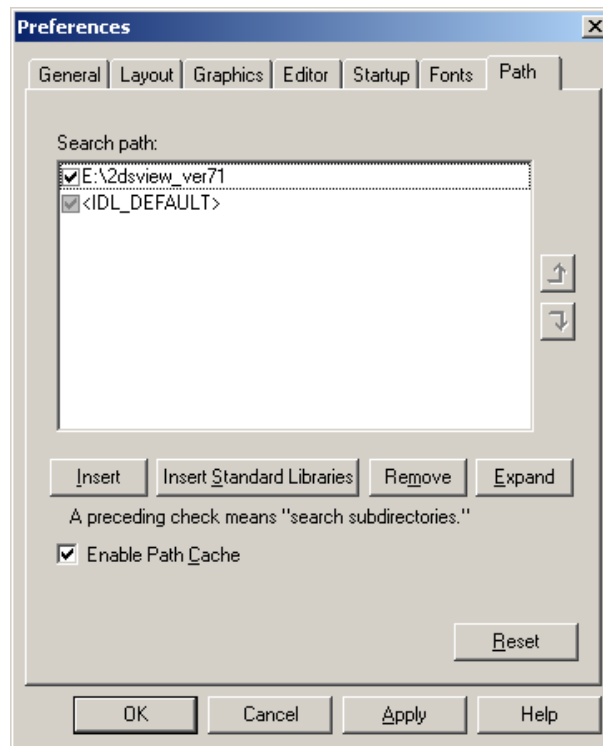 Preferences
General Layout Graphics Editor Startup Fonts Path
Search path:
E:\2dsview_ver71
<IDL_DEFAULT>
Insert Insert Standard Libraries Remove Expand
A preceding check means "search subdirectories."
Enable Path Cache
Reset
OK Cancel Apply Help